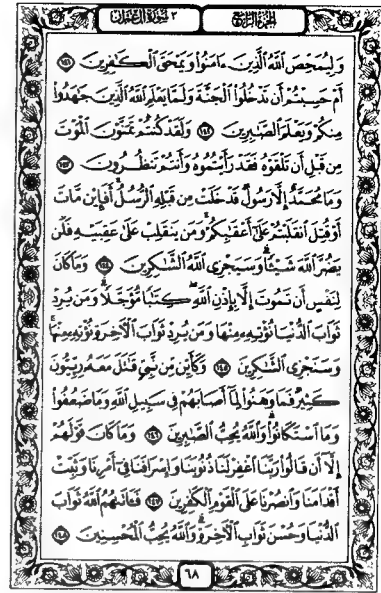 الجزء الرابع ٣ سورة آل عمران
وَلِيُمَحِّصَ ٱللَّهُ ٱلَّذِينَ ءَامَنُوا۟ وَيَمْحَقَ ٱلْكَـٰفِرِينَ ١٤١
أَمْ حَسِبْتُمْ أَن تَدْخُلُوا۟ ٱلْجَنَّةَ وَلَمَّا يَعْلَمِ ٱللَّهُ ٱلَّذِينَ جَـٰهَدُوا۟
مِنكُمْ وَيَعْلَمَ ٱلصَّـٰبِرِينَ ١٤٢ وَلَقَدْ كُنتُمْ تَمَنَّوْنَ ٱلْمَوْتَ
مِن قَبْلِ أَن تَلْقَوْهُ فَقَدْ رَأَيْتُمُوهُ وَأَنتُمْ تَنظُرُونَ ١٤٣
وَمَا مُحَمَّدٌ إِلَّا رَسُولٌ قَدْ خَلَتْ مِن قَبْلِهِ ٱلرُّسُلُ ۚ أَفَإِي۟ن مَّاتَ
أَوْ قُتِلَ ٱنقَلَبْتُمْ عَلَىٰٓ أَعْقَـٰبِكُمْ ۚ وَمَن يَنقَلِبْ عَلَىٰ عَقِبَيْهِ فَلَن
يَضُرَّ ٱللَّهَ شَيْـًٔا ۗ وَسَيَجْزِى ٱللَّهُ ٱلشَّـٰكِرِينَ ١٤٤ وَمَا كَانَ
لِنَفْسٍ أَن تَمُوتَ إِلَّا بِإِذْنِ ٱللَّهِ كِتَـٰبًا مُّؤَجَّلًا ۗ وَمَن يُرِدْ
ثَوَابَ ٱلدُّنْيَا نُؤْتِهِۦ مِنْهَا وَمَن يُرِدْ ثَوَابَ ٱلْـَٔاخِرَةِ نُؤْتِهِۦ مِنْهَا ۚ
وَسَنَجْزِى ٱلشَّـٰكِرِينَ ١٤٥ وَكَأَيِّن مِّن نَّبِىٍّ قَـٰتَلَ مَعَهُۥ رِبِّيُّونَ
كَثِيرٌ فَمَا وَهَنُوا۟ لِمَآ أَصَابَهُمْ فِى سَبِيلِ ٱللَّهِ وَمَا ضَعُفُوا۟
وَمَا ٱسْتَكَانُوا۟ ۗ وَٱللَّهُ يُحِبُّ ٱلصَّـٰبِرِينَ ١٤٦ وَمَا كَانَ قَوْلَهُمْ
إِلَّآ أَن قَالُوا۟ رَبَّنَا ٱغْفِرْ لَنَا ذُنُوبَنَا وَإِسْرَافَنَا فِىٓ أَمْرِنَا وَثَبِّتْ
أَقْدَامَنَا وَٱنصُرْنَا عَلَى ٱلْقَوْمِ ٱلْكَـٰفِرِينَ ١٤٧ فَـَٔاتَىٰهُمُ ٱللَّهُ ثَوَابَ
ٱلدُّنْيَا وَحُسْنَ ثَوَابِ ٱلْـَٔاخِرَةِ ۗ وَٱللَّهُ يُحِبُّ ٱلْمُحْسِنِينَ ١٤٨
٦٨